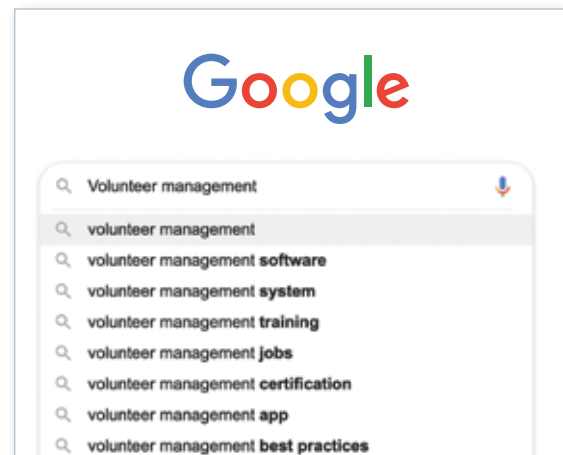 Google
Volunteer management
volunteer management
volunteer management software
volunteer management system
volunteer management training
volunteer management jobs
volunteer management certification
volunteer management app
volunteer management best practices